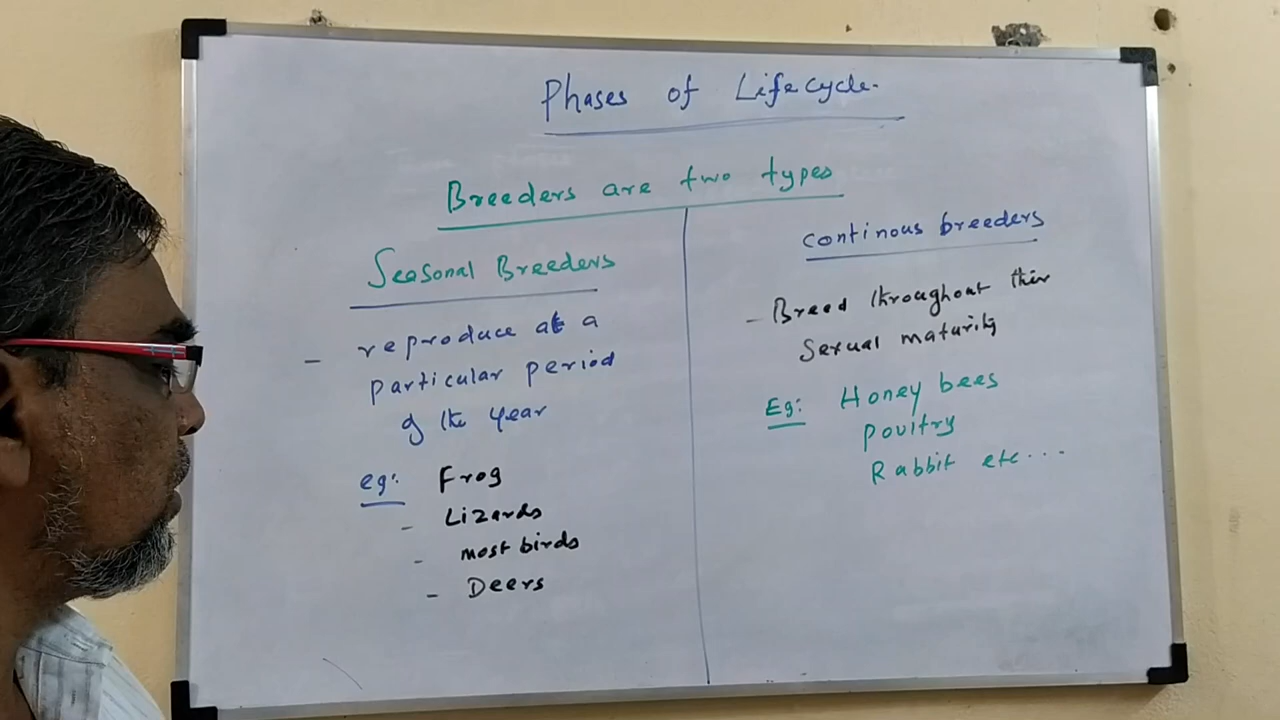 Phases of Lifecycle.
Breeders are two types
Seasonal Breeders
- reproduce at a
particular period
of the year
eg: Frog
- Lizards
- most birds
- Deers
continous breeders
- Breed throughout thir
Sexual maturity
Eg: Honey bees
poultry
Rabbit etc...